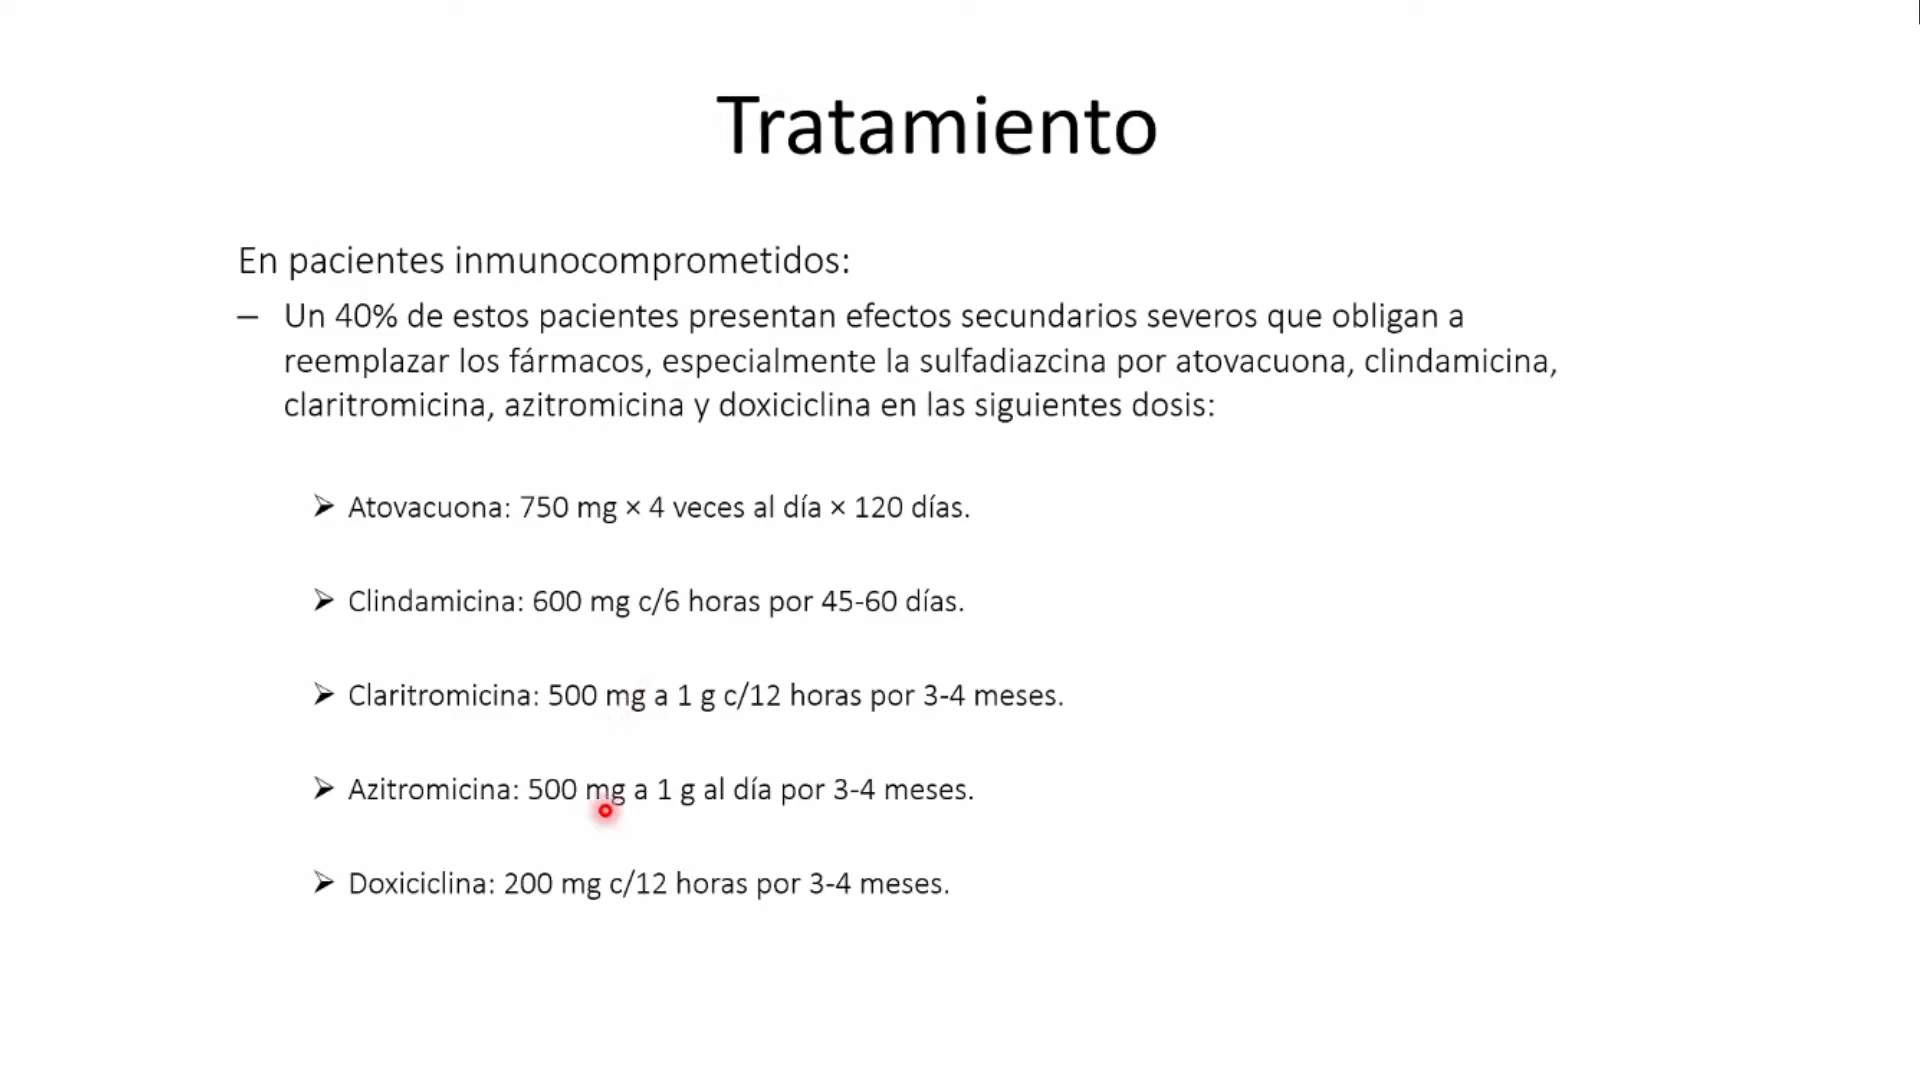 Tratamiento
En pacientes inmunocomprometidos:
– Un 40% de estos pacientes presentan efectos secundarios severos que obligan a
reemplazar los fármacos, especialmente la sulfadiazcina por atovacuona, clindamicina,
claritromicina, azitromicina y doxiciclina en las siguientes dosis:
➢ Atovacuona: 750 mg × 4 veces al día × 120 días.
➢ Clindamicina: 600 mg c/6 horas por 45-60 días.
➢ Claritromicina: 500 mg a 1 g c/12 horas por 3-4 meses.
➢ Azitromicina: 500 mg a 1 g al día por 3-4 meses.
➢ Doxiciclina: 200 mg c/12 horas por 3-4 meses.